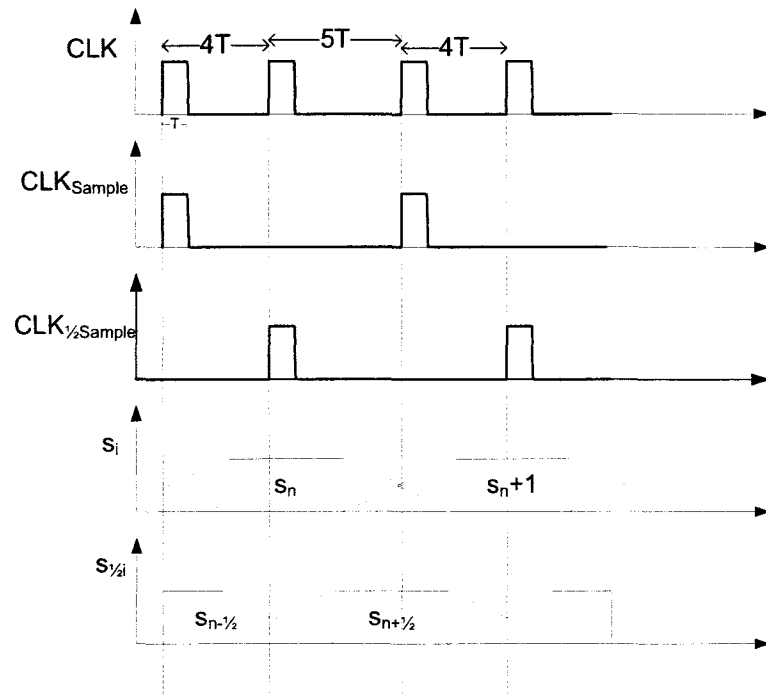 CLK
4T
5T
4T
T
CLKSample
CLK½Sample
si
sn
sn+1
s½i
sn-½
sn+½